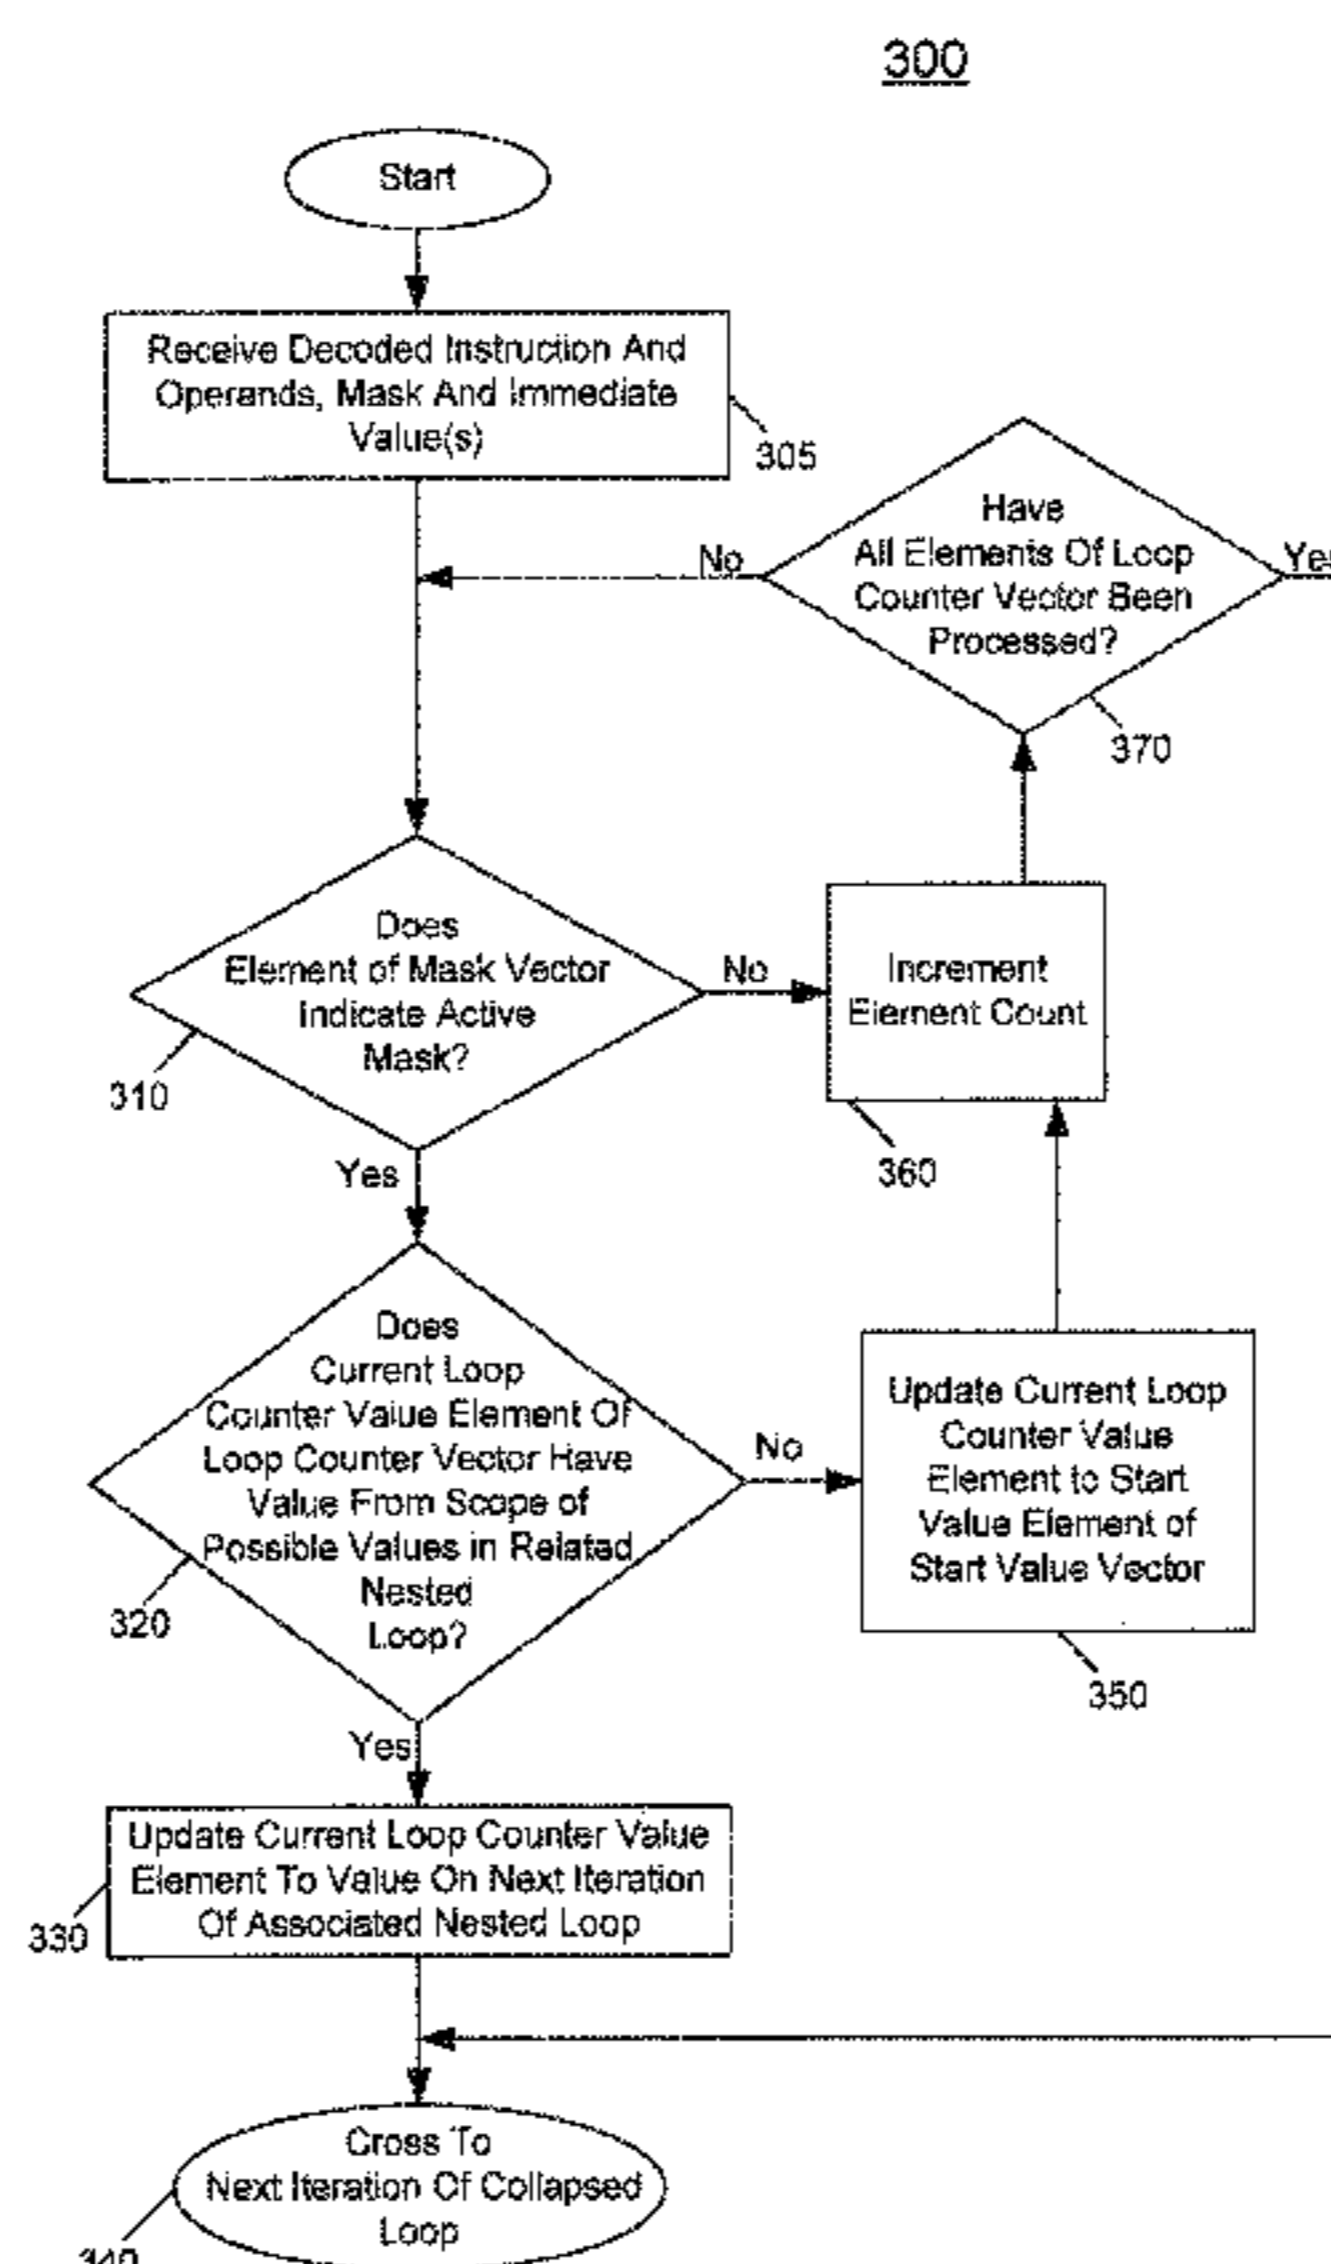 300
Start
Receive Decoded Instruction And
Operands, Mask And Immediate
Value(s)
305
Have
All Elements Of Loop
Counter Vector Been
Processed?
No
Yes
370
Does
Element of Mask Vector
Indicate Active
Mask?
No
310
Yes
Increment
Element Count
360
Does
Current Loop
Counter Value Element Of
Loop Counter Vector Have
Value From Scope of
Possible Values in Related
Nested
Loop?
No
320
Yes
Update Current Loop
Counter Value
Element to Start
Value Element of
Start Value Vector
350
Update Current Loop Counter Value
Element To Value On Next Iteration
Of Associated Nested Loop
330
Cross To
Next Iteration Of Collapsed
Loop
340